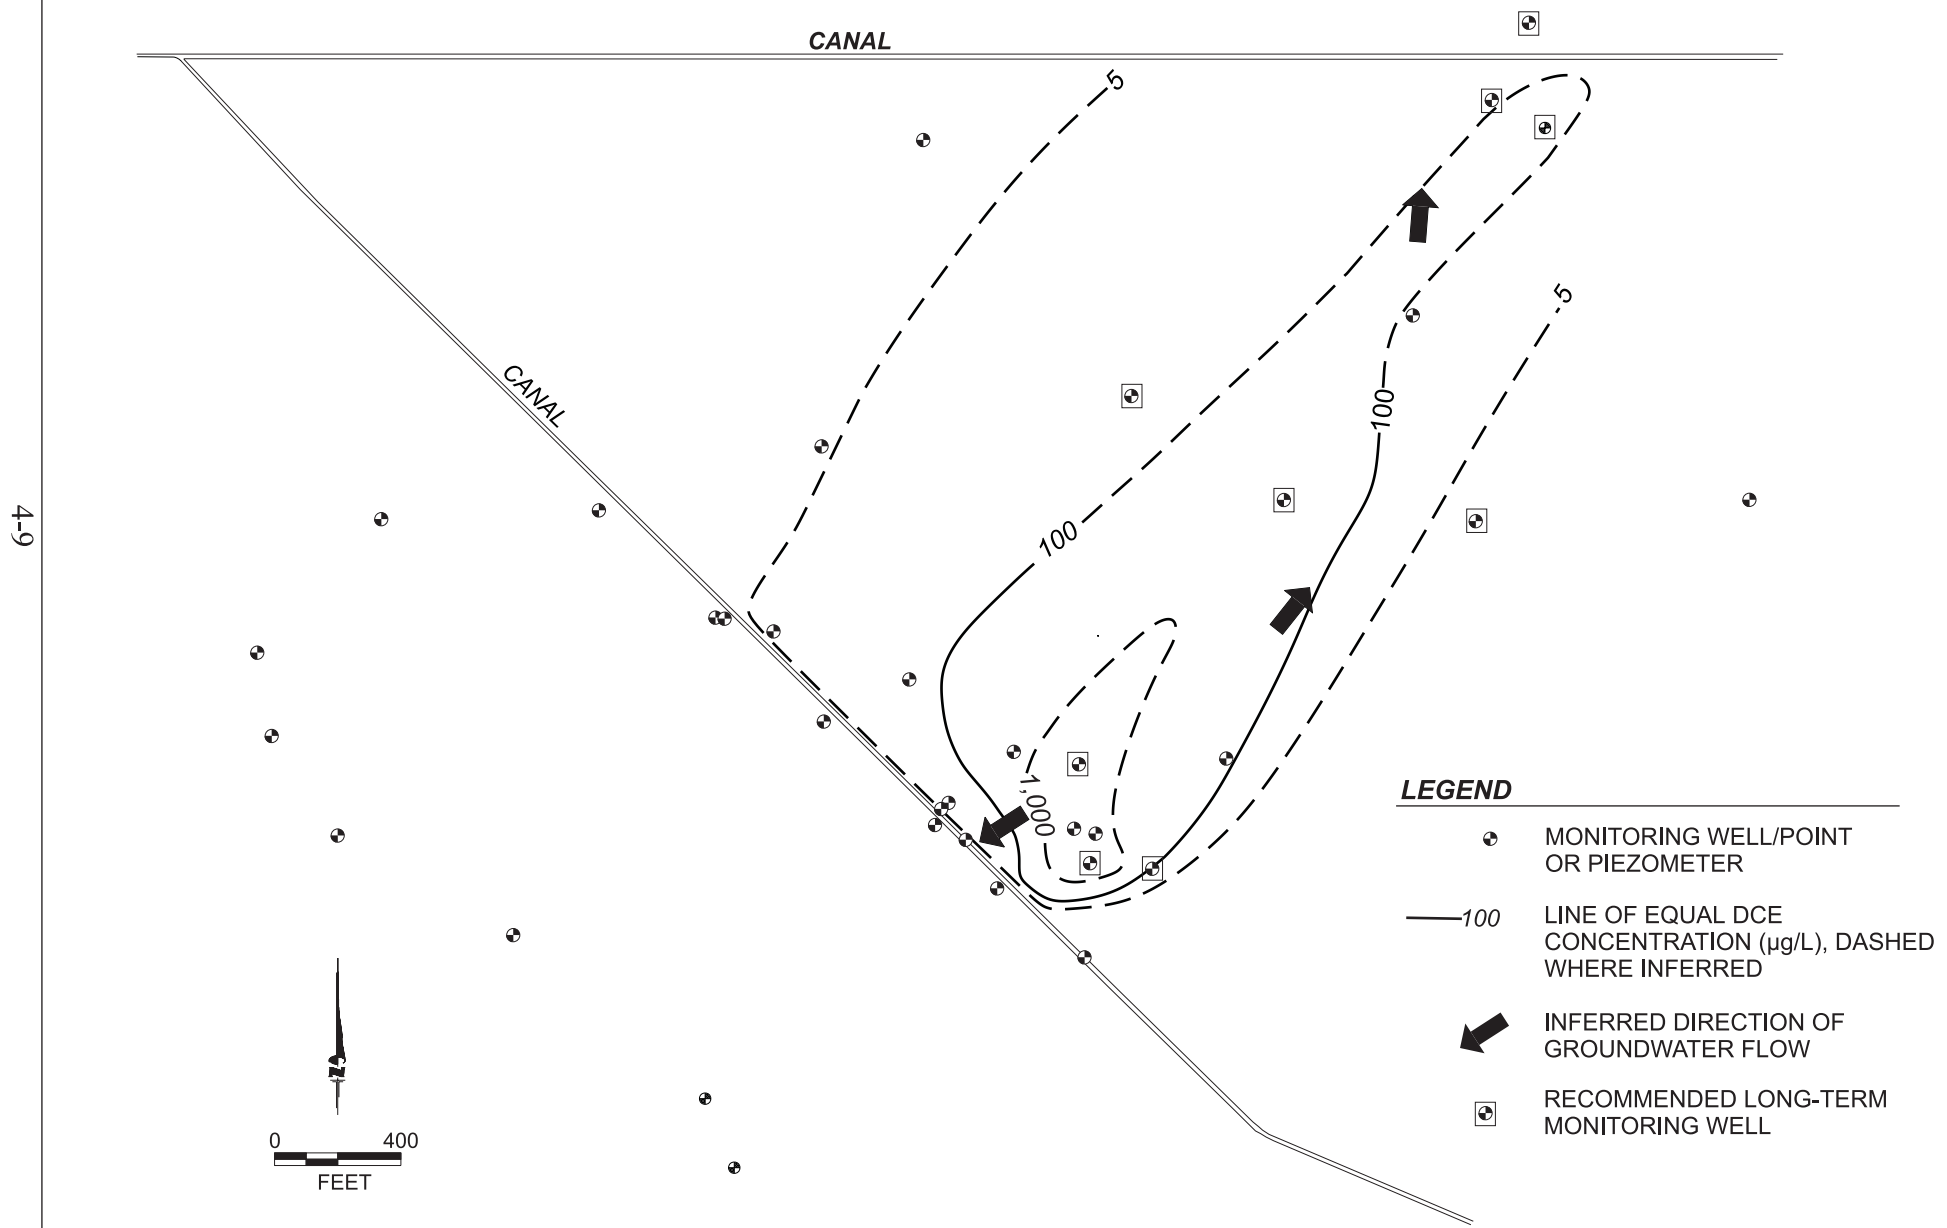 CANAL
5
5
CANAL
100
100
4-9
1,000
LEGEND
MONITORING WELL/POINT
OR PIEZOMETER
100
LINE OF EQUAL DCE
CONCENTRATION (µg/L), DASHED
WHERE INFERRED
INFERRED DIRECTION OF
GROUNDWATER FLOW
RECOMMENDED LONG-TERM
MONITORING WELL
N
0 400
FEET